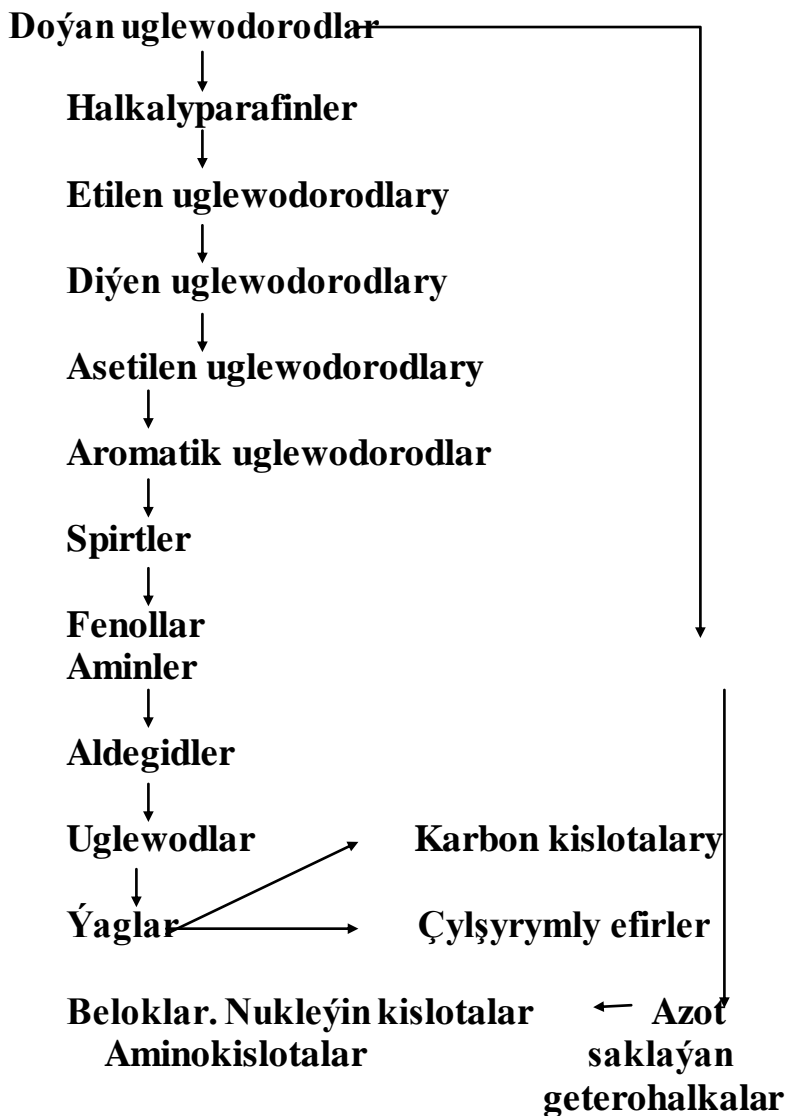 Doýan uglewodorodlar
Halkalyparafinler
Etilen uglewodorodlary
Diýen uglewodorodlary
Asetilen uglewodorodlary
Aromatik uglewodorodlar
Spirtler
Fenollar
Aminler
Aldegidler
Uglewodlar
Karbon kislotalary
Ýaglar
Çylşyrymly efirler
Beloklar. Nukleýin kislotalar
Aminokislotalar
Azot
saklaýan
geterohalkalar